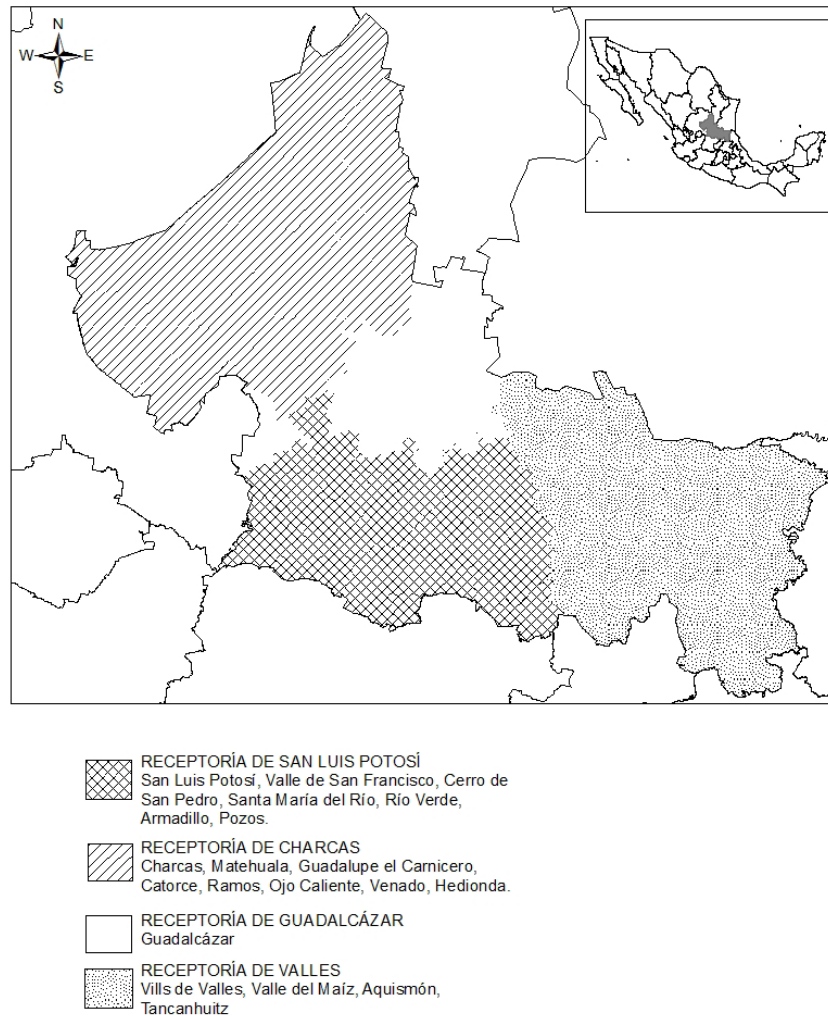 N
W E
S
RECEPTORÍA DE SAN LUIS POTOSÍ
San Luis Potosí, Valle de San Francisco, Cerro de
San Pedro, Santa María del Río, Río Verde,
Armadillo, Pozos.
RECEPTORÍA DE CHARCAS
Charcas, Matehuala, Guadalupe el Carnicero,
Catorce, Ramos, Ojo Caliente, Venado, Hedionda.
RECEPTORÍA DE GUADALCÁZAR
Guadalcázar
RECEPTORÍA DE VALLES
Vills de Valles, Valle del Maíz, Aquismón,
Tancanhuitz